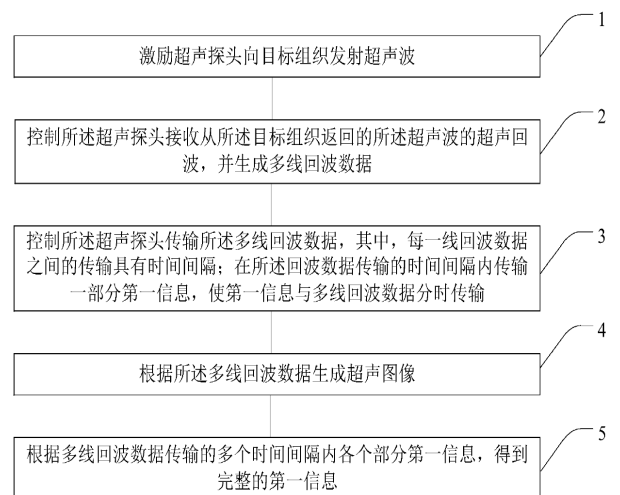 1
激励超声探头向目标组织发射超声波
2
控制所述超声探头接收从所述目标组织返回的所述超声波的超声回
波，并生成多线回波数据
3
控制所述超声探头传输所述多线回波数据，其中，每一线回波数据
之间的传输具有时间间隔；在所述回波数据传输的时间间隔内传输
一部分第一信息，使第一信息与多线回波数据分时传输
4
根据所述多线回波数据生成超声图像
5
根据多线回波数据传输的多个时间间隔内各个部分第一信息，得到
完整的第一信息